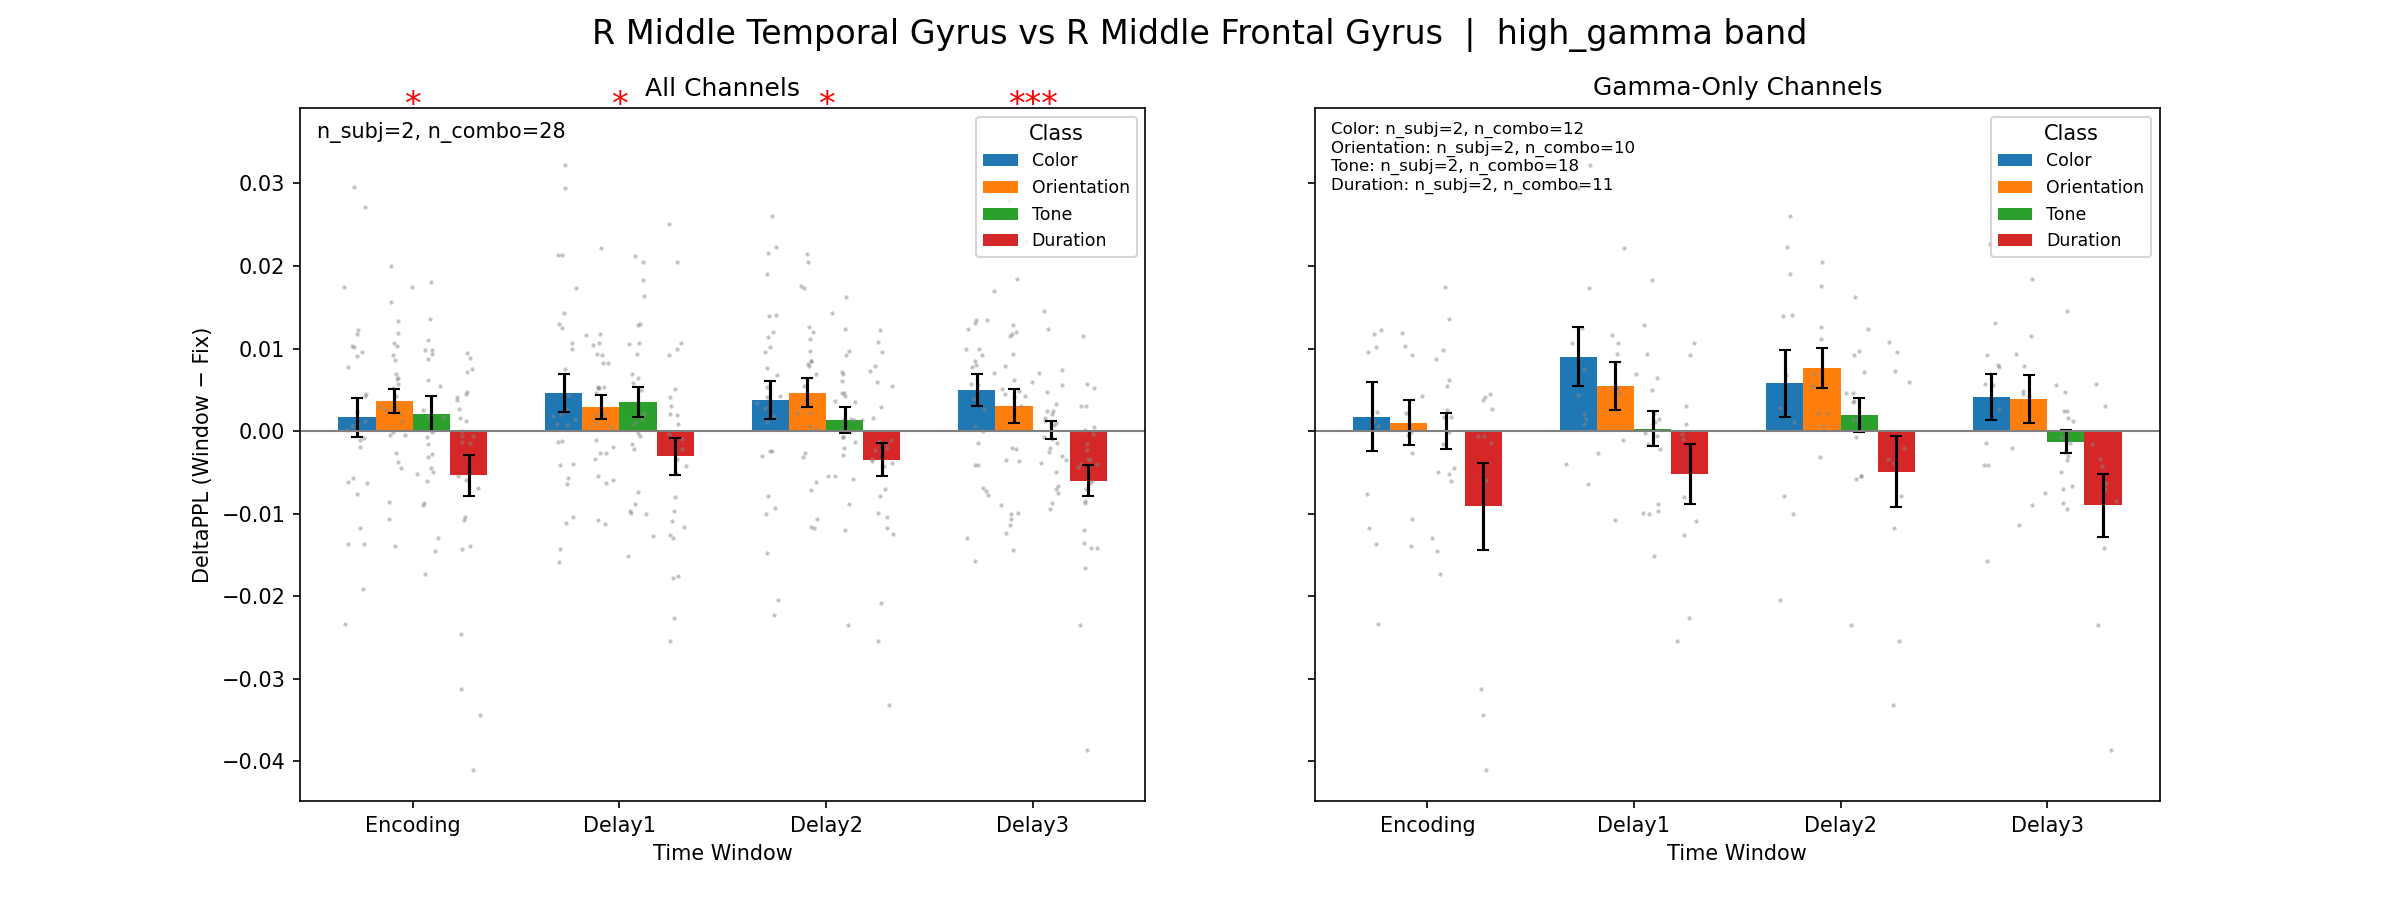 R Middle Temporal Gyrus vs R Middle Frontal Gyrus | high_gamma band
All Channels
* * * ***
n_subj=2, n_combo=28
Class
Color
Orientation
Tone
Duration
DeltaPPL (Window − Fix)
0.03
0.02
0.01
0.00
−0.01
−0.02
−0.03
−0.04
Encoding Delay1 Delay2 Delay3
Time Window
Gamma-Only Channels
Color: n_subj=2, n_combo=12
Orientation: n_subj=2, n_combo=10
Tone: n_subj=2, n_combo=18
Duration: n_subj=2, n_combo=11
Class
Color
Orientation
Tone
Duration
Encoding Delay1 Delay2 Delay3
Time Window